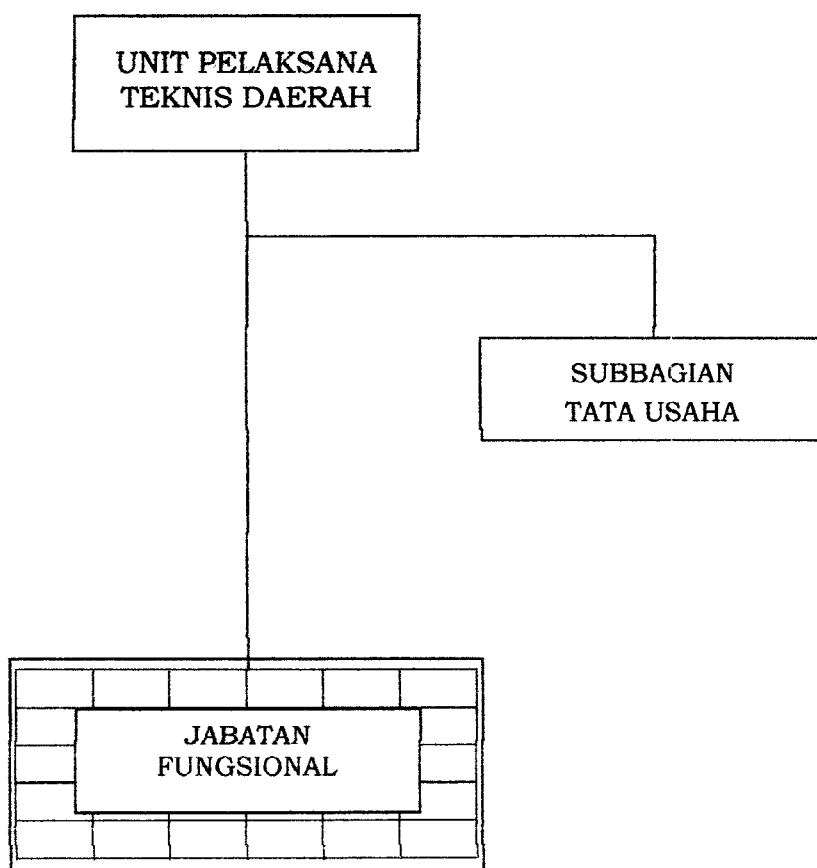 UNIT PELAKSANA
TEKNIS DAERAH
SUBBAGIAN
TATA USAHA
JABATAN
FUNGSIONAL